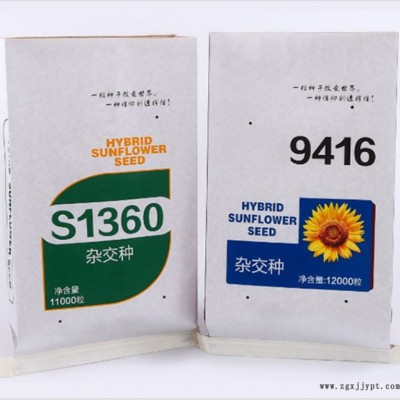 一粒种子改变世界，
一种信仰创造辉煌！
HYBRID
SUNFLOWER
SEED
S1360
杂交种
净含量
11000粒
一粒种子改变世界，
一种信仰创造辉煌！
9416
HYBRID
SUNFLOWER
SEED
杂交种
净含量:12000粒
www.zgxjjypt.com